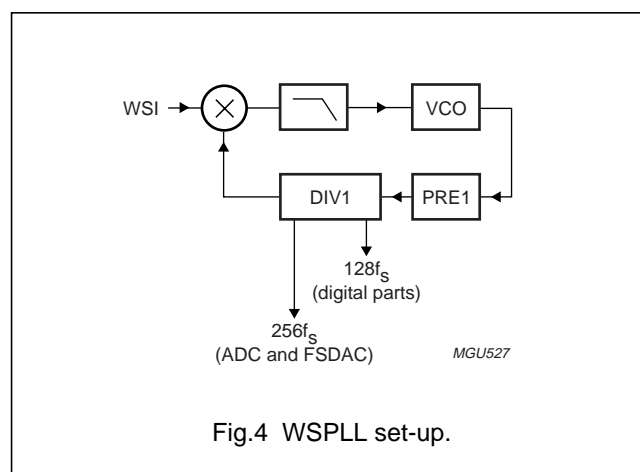 WSI
VCO
DIV1
PRE1
128fs
(digital parts)
256fs
(ADC and FSDAC)
MGU527
Fig.4 WSPLL set-up.